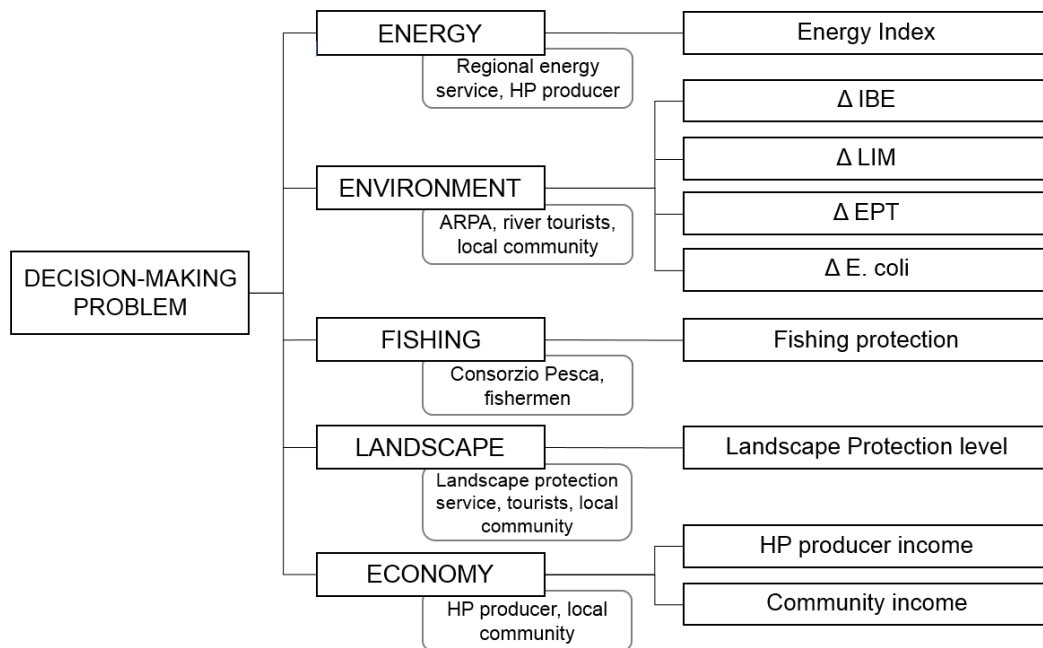 ENERGY
Regional energy
service, HP producer
Energy Index
ENVIRONMENT
ARPA, river tourists,
local community
Δ IBE
Δ LIM
Δ EPT
Δ E. coli
DECISION-MAKING
PROBLEM
FISHING
Consorzio Pesca,
fishermen
Fishing protection
LANDSCAPE
Landscape protection
service, tourists, local
community
Landscape Protection level
ECONOMY
HP producer, local
community
HP producer income
Community income